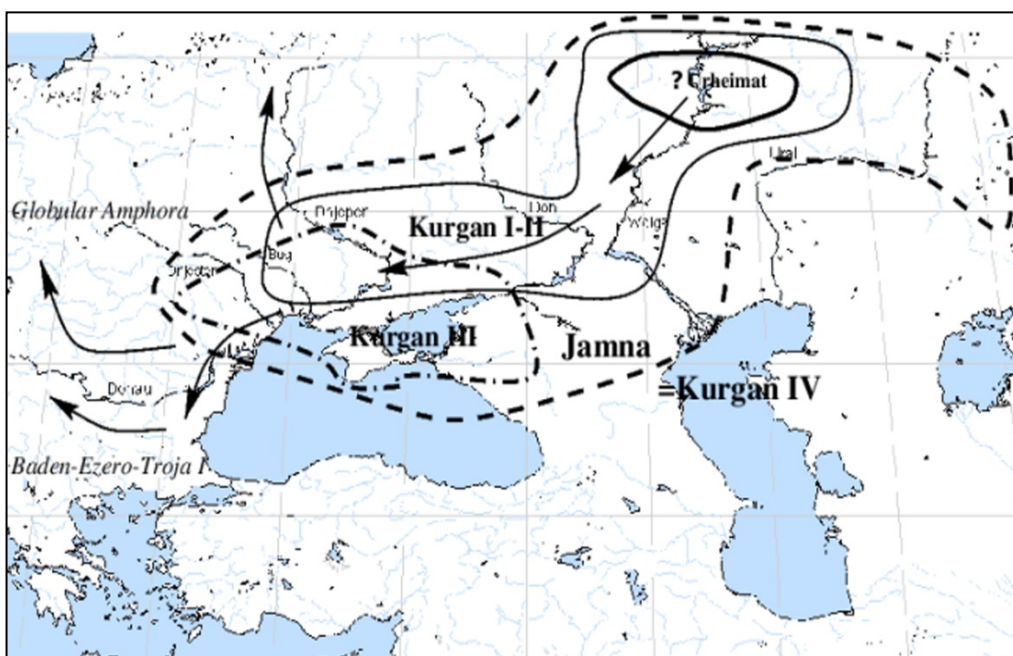 ? Urheimat
Ural
Globular Amphora
Dnjeper
Don
Kurgan I-II
Wolga
Bug
Dnjestr
Kurgan III
Jamna
Donau
=Kurgan IV
Baden-Ezero-Troja I